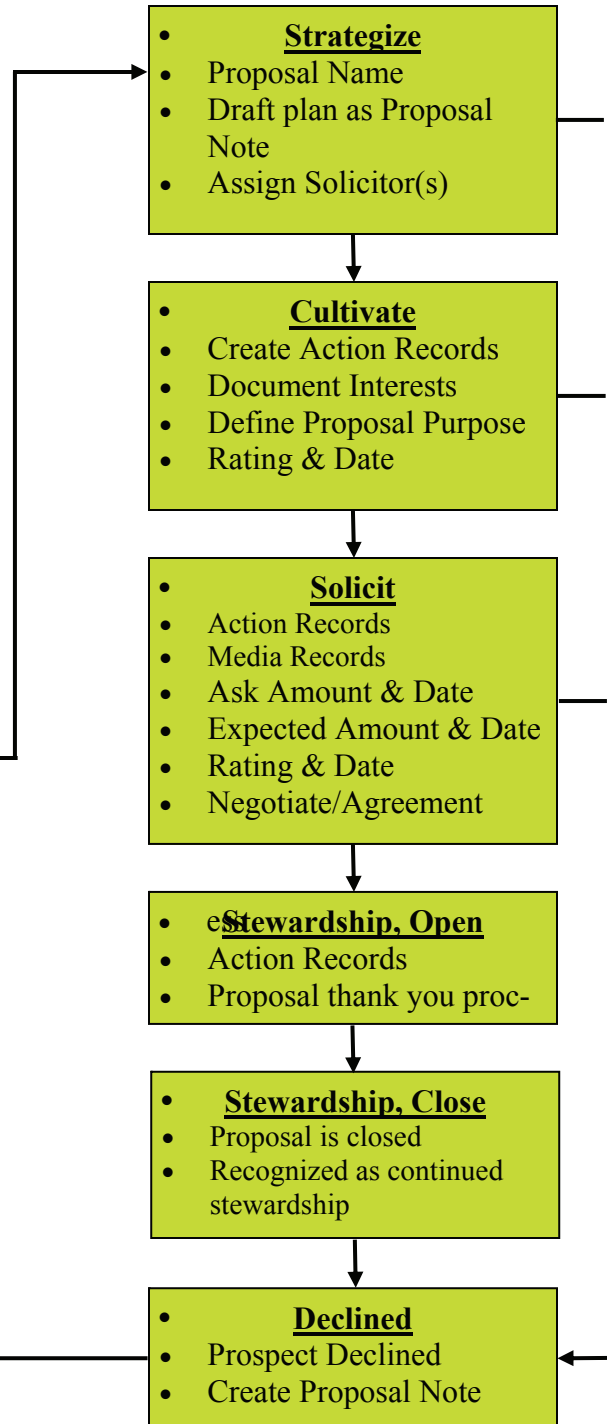 • Strategize
• Proposal Name
• Draft plan as Proposal
Note
• Assign Solicitor(s)
• Cultivate
• Create Action Records
• Document Interests
• Define Proposal Purpose
• Rating & Date
• Solicit
• Action Records
• Media Records
• Ask Amount & Date
• Expected Amount & Date
• Rating & Date
• Negotiate/Agreement
• ess Stewardship, Open
• Action Records
• Proposal thank you proc-
• Stewardship, Close
• Proposal is closed
• Recognized as continued
stewardship
• Declined
• Prospect Declined
• Create Proposal Note